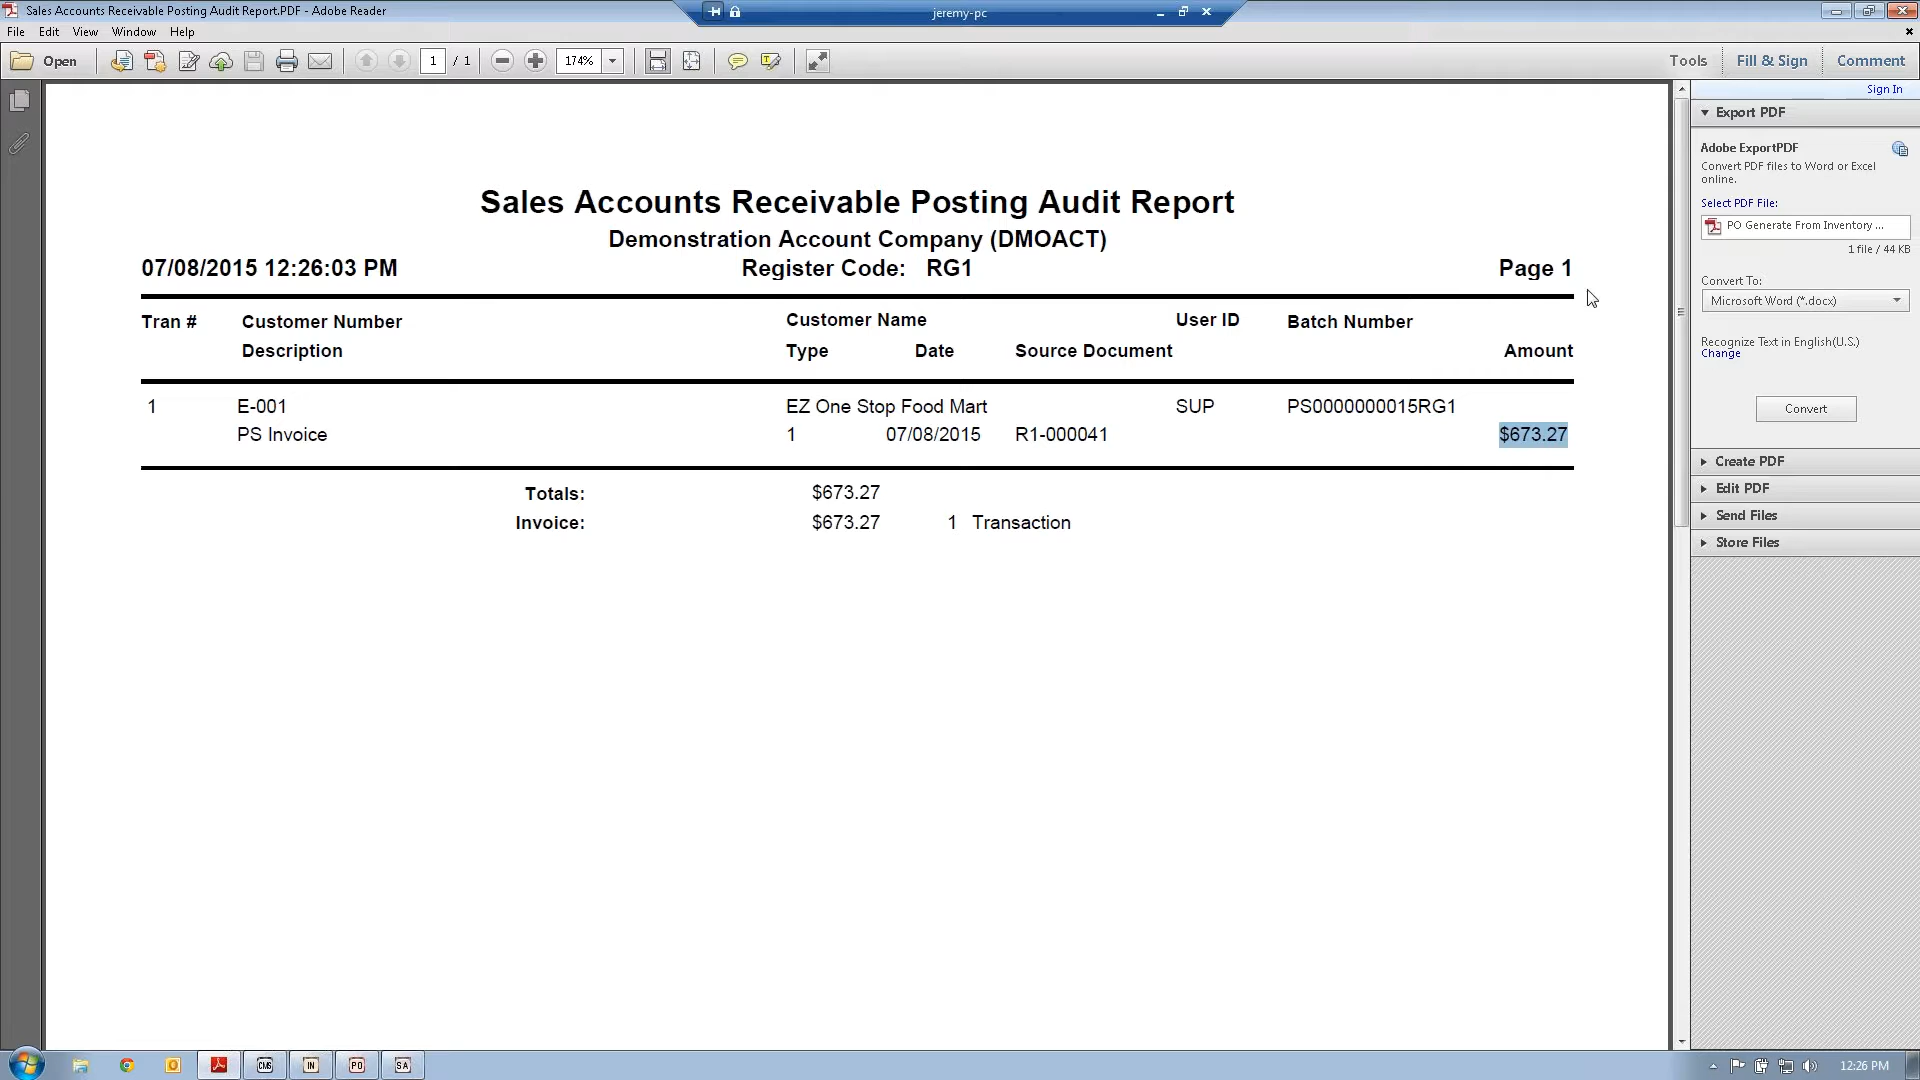 Sales Accounts Receivable Posting Audit Report.PDF - Adobe Reader
jeremy-pc
File Edit View Window Help
Open 1 / 1 174% Tools Fill & Sign Comment
Sign In
Export PDF
Adobe ExportPDF
Convert PDF files to Word or Excel
online.
Select PDF File:
PO Generate From Inventory ...
1 file / 44 KB
Convert To:
Microsoft Word (*.docx)
Recognize Text in English(U.S.)
Change
Convert
Create PDF
Edit PDF
Send Files
Store Files
Sales Accounts Receivable Posting Audit Report
Demonstration Account Company (DMOACT)
07/08/2015 12:26:03 PM Register Code: RG1 Page 1
Tran # Customer Number Customer Name User ID Batch Number
Description Type Date Source Document Amount
1 E-001 EZ One Stop Food Mart SUP PS0000000015RG1
PS Invoice 1 07/08/2015 R1-000041 $673.27
Totals: $673.27
Invoice: $673.27 1 Transaction
CMS IN PO SA 12:26 PM